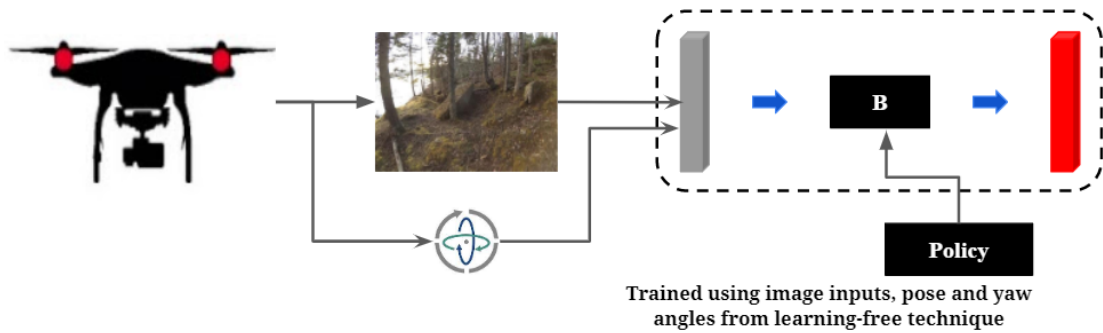 B
Policy
Trained using image inputs, pose and yaw
angles from learning-free technique